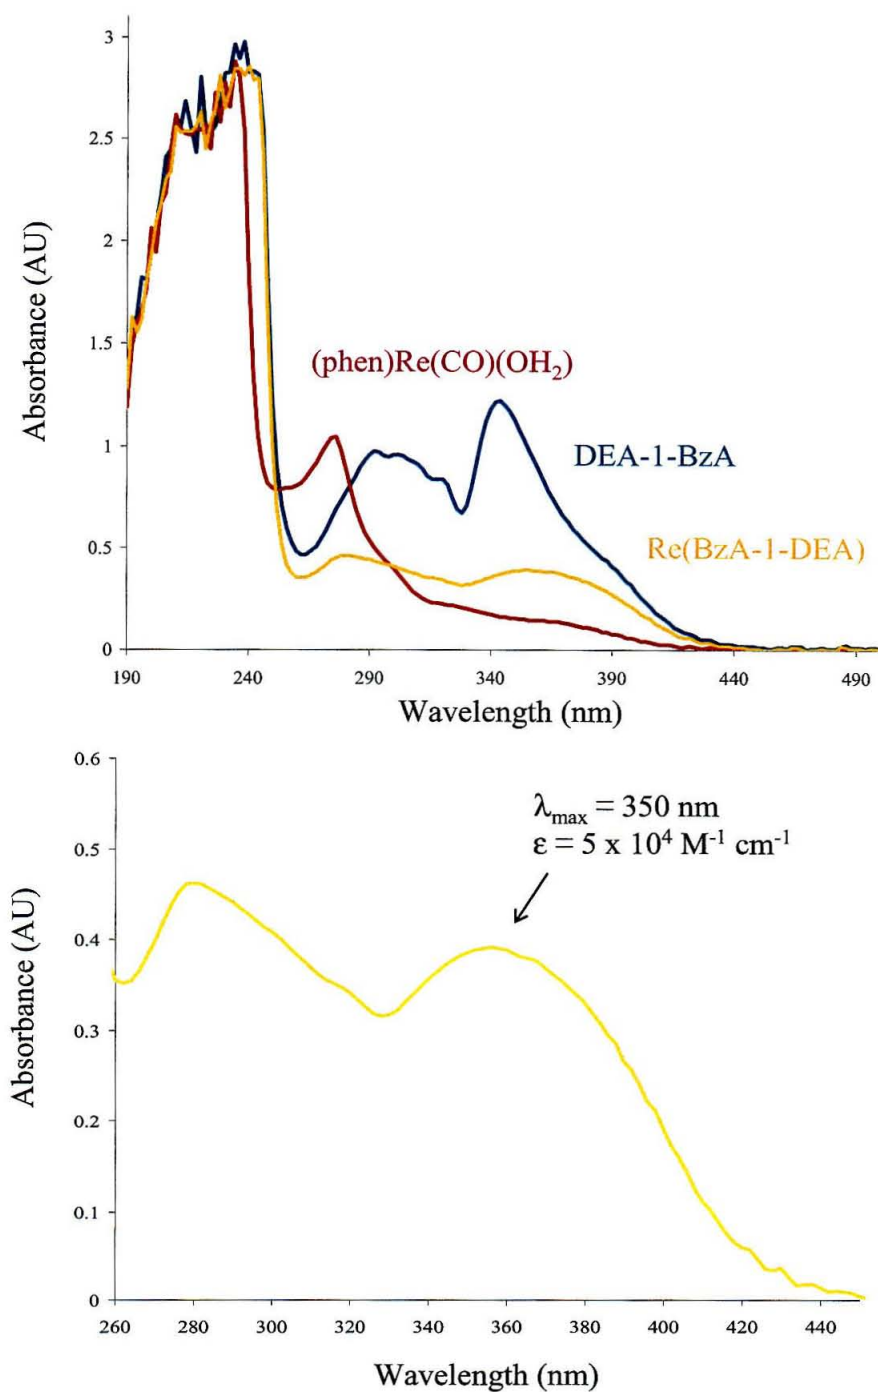 3
2.5
2
1.5
1
0.5
0
Absorbance (AU)
(phen)Re(CO)(OH₂)
DEA-1-BzA
Re(BzA-1-DEA)
190 240 290 340 390 440 490
Wavelength (nm)
0.6
0.5
0.4
0.3
0.2
0.1
0
Absorbance (AU)
λmax = 350 nm
ε = 5 x 10⁴ M⁻¹ cm⁻¹
260 280 300 320 340 360 380 400 420 440
Wavelength (nm)